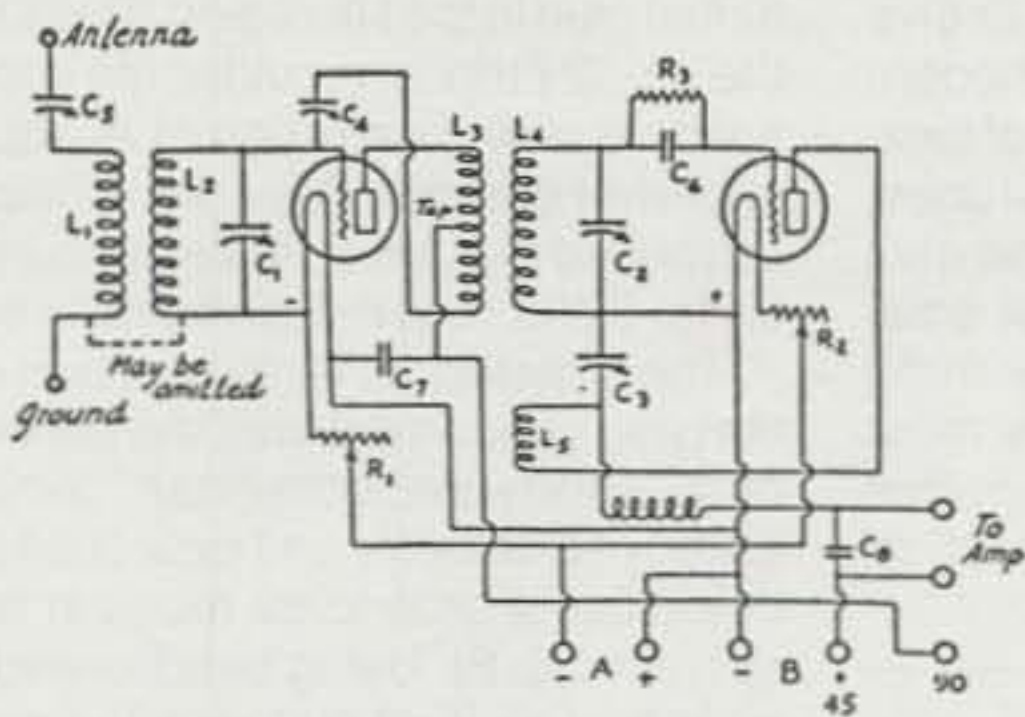 Antenna
C5
L1
L2
C1
-
May be
omitted
Ground
C4
L3
Tap
C7
R1
L4
R3
C4
C2
+
R2
-
C3
L5
C8
To
Amp
- A + - B +
45
90